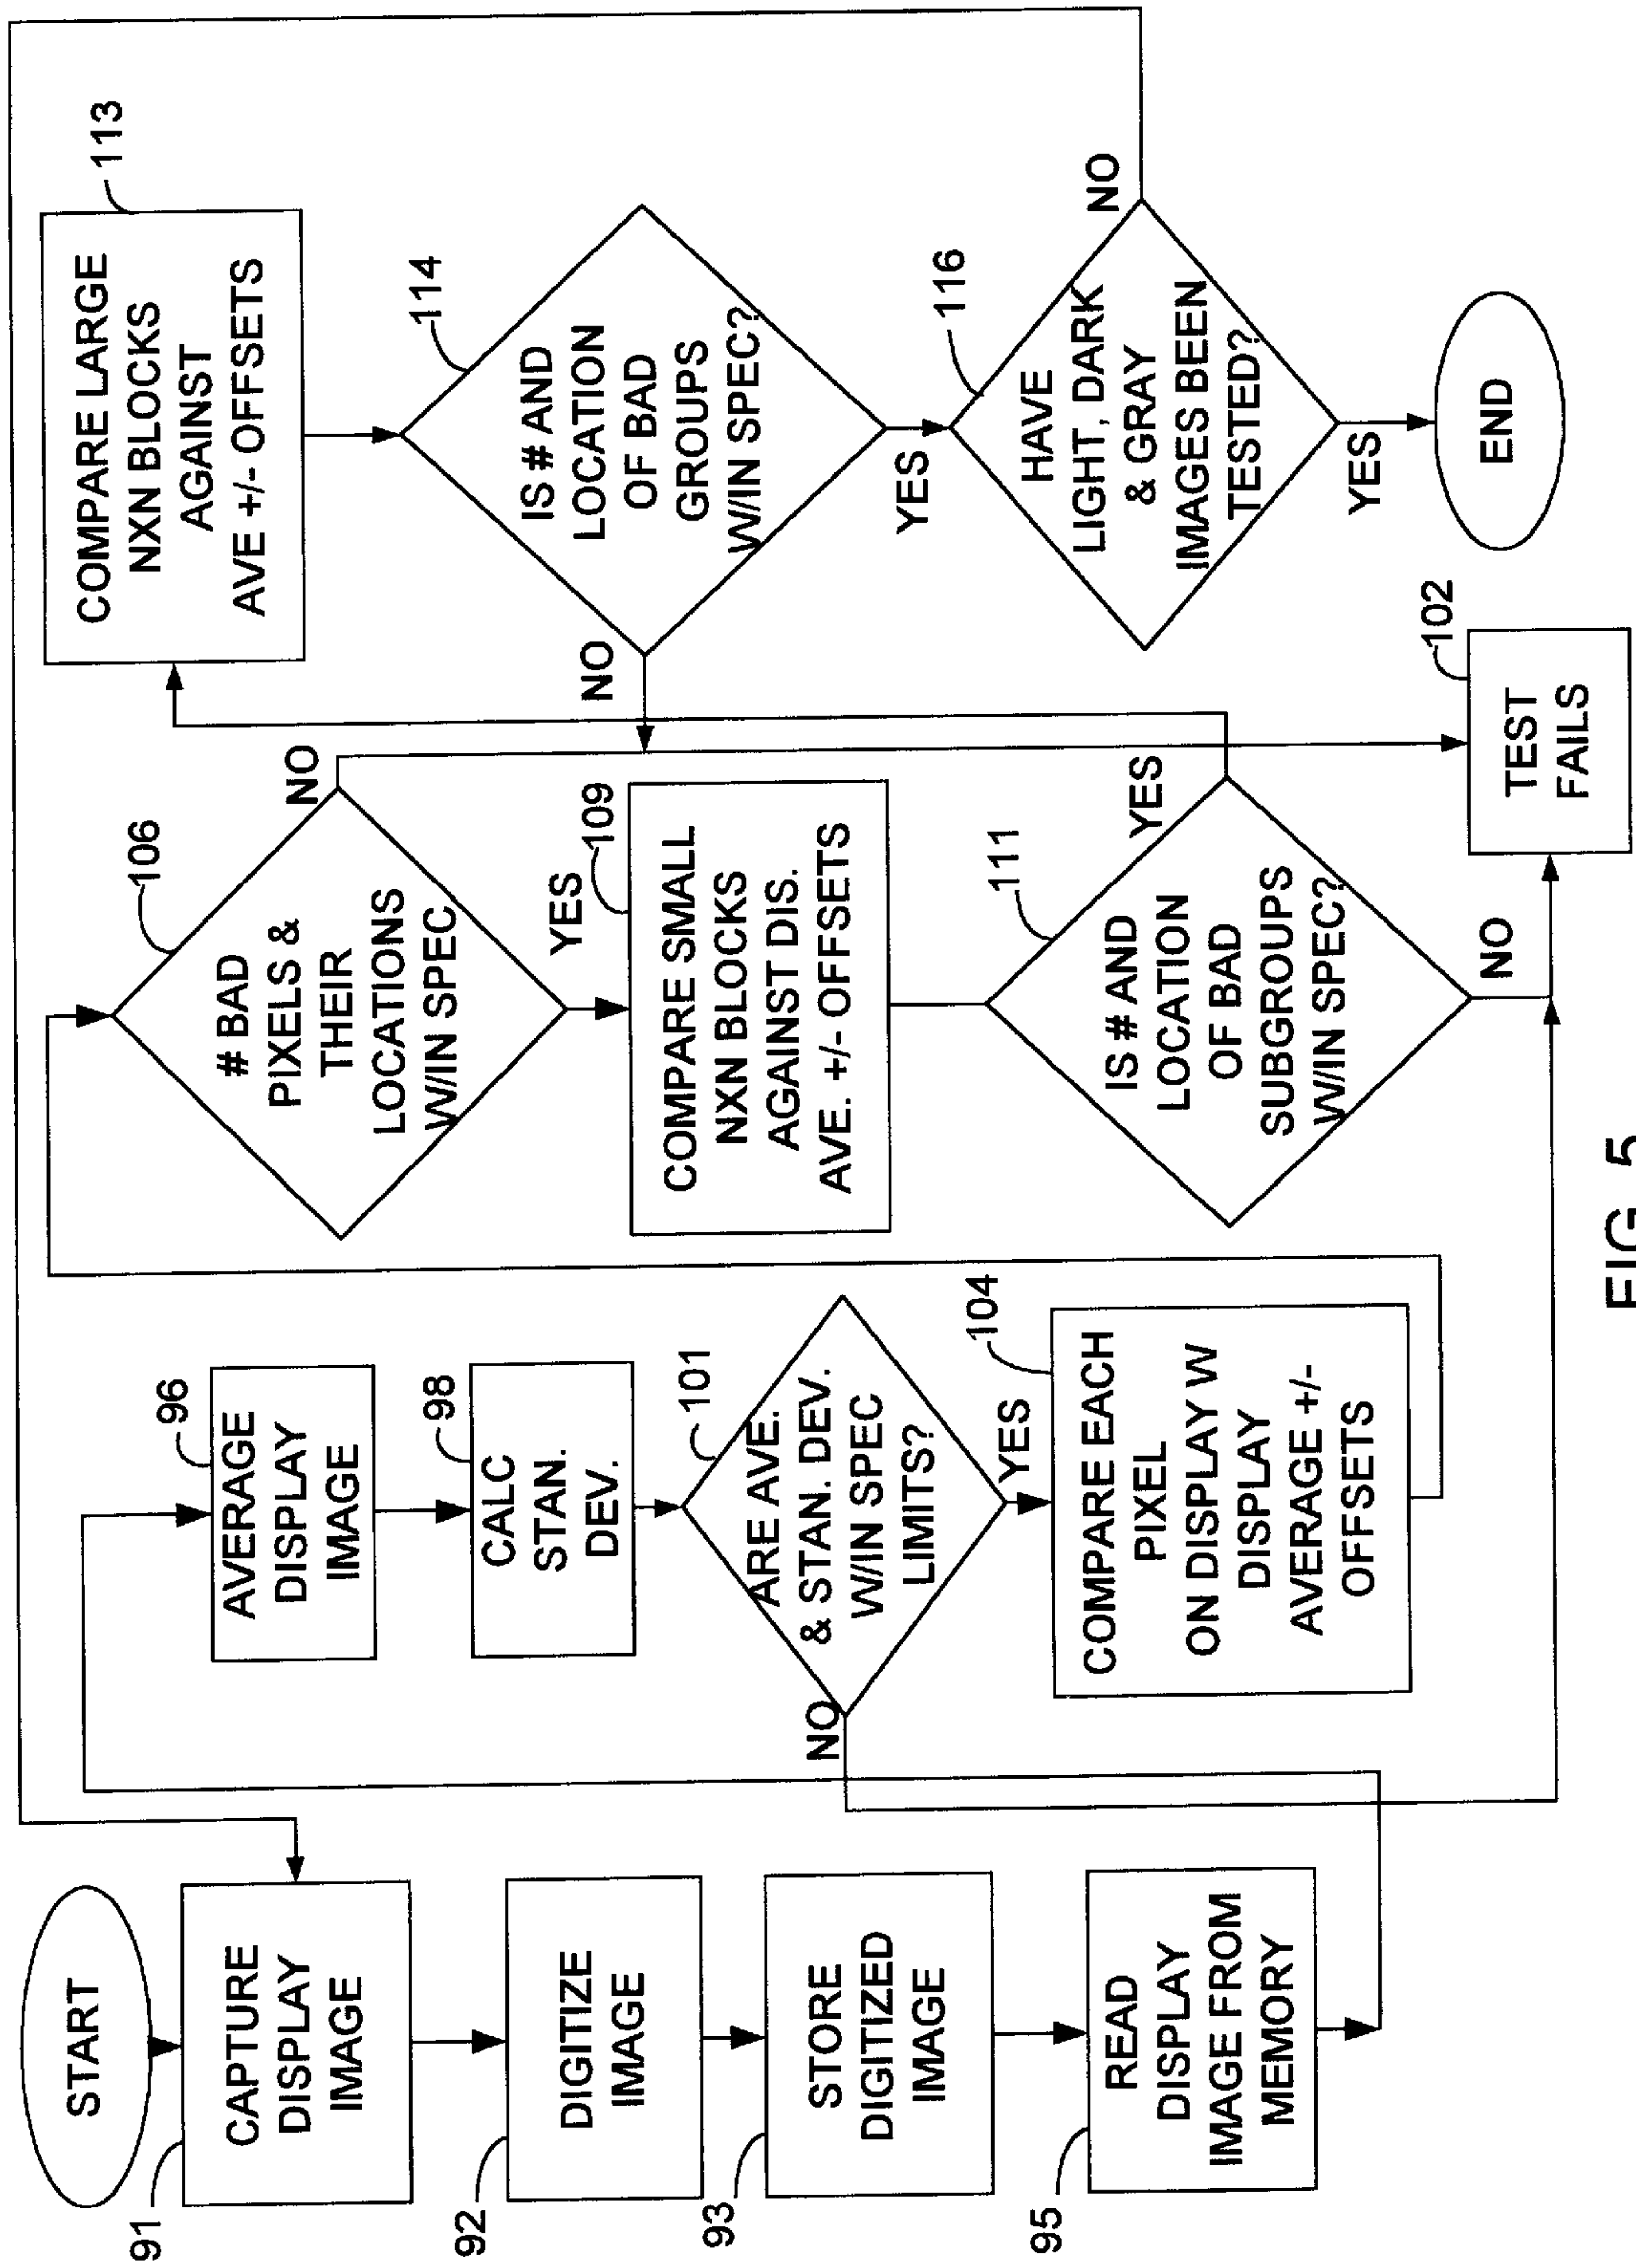 START
91
CAPTURE
DISPLAY
IMAGE
92
DIGITIZE
IMAGE
93
STORE
DIGITIZED
IMAGE
95
READ
DISPLAY
IMAGE FROM
MEMORY
96
AVERAGE
DISPLAY
IMAGE
98
CALC
STAN.
DEV.
101
ARE AVE.
& STAN. DEV.
W/IN SPEC
LIMITS?
NO
YES
104
COMPARE EACH
PIXEL
ON DISPLAY W
DISPLAY
AVERAGE +/-
OFFSETS
106
# BAD
PIXELS &
THEIR
LOCATIONS
W/IN SPEC
NO
YES
109
COMPARE SMALL
NXN BLOCKS
AGAINST DIS.
AVE. +/- OFFSETS
111
IS # AND
LOCATION
OF BAD
SUBGROUPS
W/IN SPEC?
YES
NO
102
TEST
FAILS
113
COMPARE LARGE
NXN BLOCKS
AGAINST
AVE +/- OFFSETS
114
IS # AND
LOCATION
OF BAD
GROUPS
W/IN SPEC?
NO
YES
116
HAVE
LIGHT, DARK
& GRAY
IMAGES BEEN
TESTED?
NO
YES
END
FIG. 5